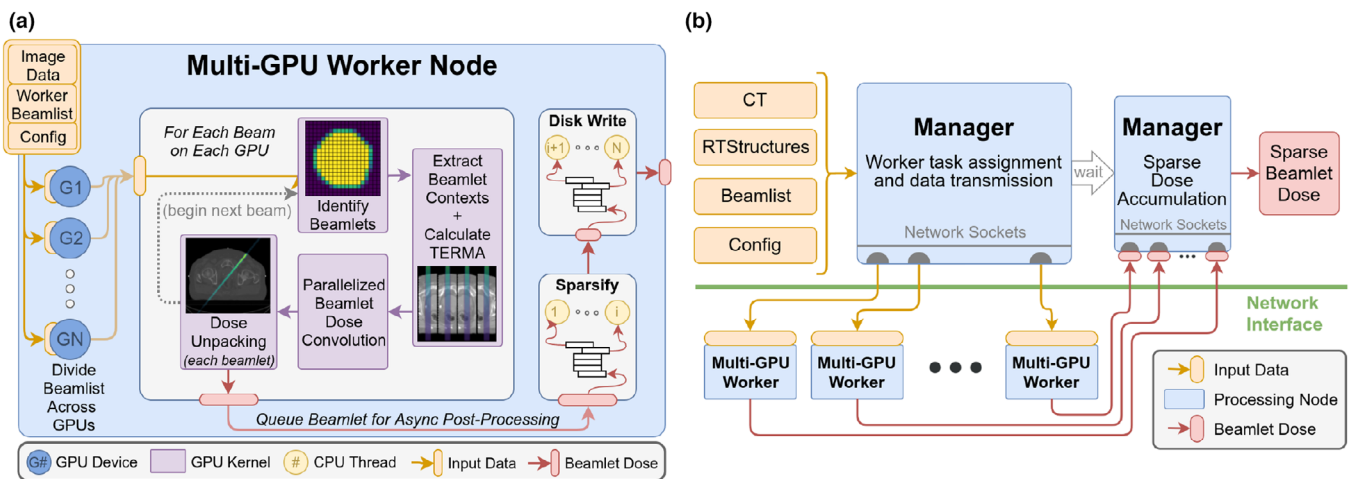 (a)
Image
Data
Worker
Beamlist
Config
Multi-GPU Worker Node
G1
G2
GN
Divide
Beamlist
Across
GPUs
For Each Beam
on Each GPU
(begin next beam)
Identify
Beamlets
Extract
Beamlet
Contexts
+
Calculate
TERMA
Parallelized
Beamlet
Dose
Convolution
Dose
Unpacking
(each beamlet)
Queue Beamlet for Async Post-Processing
Disk Write
i+1
N
Sparsify
1
i
G# GPU Device
GPU Kernel
# CPU Thread
Input Data
Beamlet Dose
(b)
CT
RTStructures
Beamlist
Config
Manager
Worker task assignment
and data transmission
Network Sockets
wait
Manager
Sparse
Dose
Accumulation
Network Sockets
Sparse
Beamlet
Dose
Network
Interface
Multi-GPU
Worker
Multi-GPU
Worker
Multi-GPU
Worker
Input Data
Processing Node
Beamlet Dose